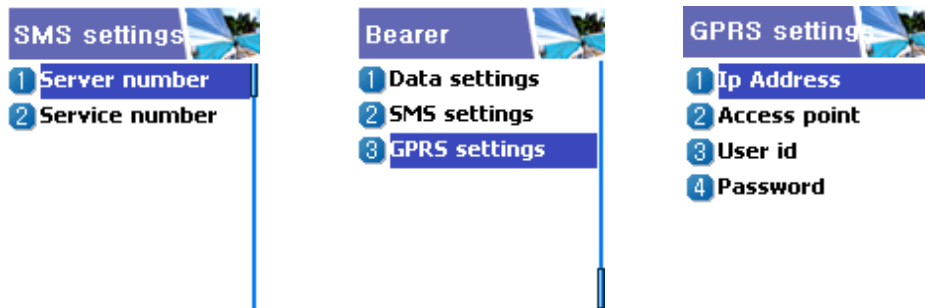 SMS settings
1 Server number
2 Service number
Bearer
1 Data settings
2 SMS settings
3 GPRS settings
GPRS setting
1 Ip Address
2 Access point
3 User id
4 Password